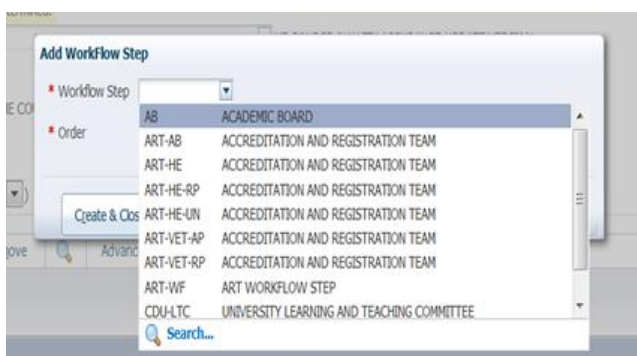 Add WorkFlow Step
* Workflow Step
* Order
AB ACADEMIC BOARD
ART-AB ACCREDITATION AND REGISTRATION TEAM
ART-HE ACCREDITATION AND REGISTRATION TEAM
ART-HE-RP ACCREDITATION AND REGISTRATION TEAM
ART-HE-UN ACCREDITATION AND REGISTRATION TEAM
ART-VET-AP ACCREDITATION AND REGISTRATION TEAM
ART-VET-RP ACCREDITATION AND REGISTRATION TEAM
ART-WF ART WORKFLOW STEP
CDU-LTC UNIVERSITY LEARNING AND TEACHING COMMITTEE
Search...
Create & Clos
ove Advanc